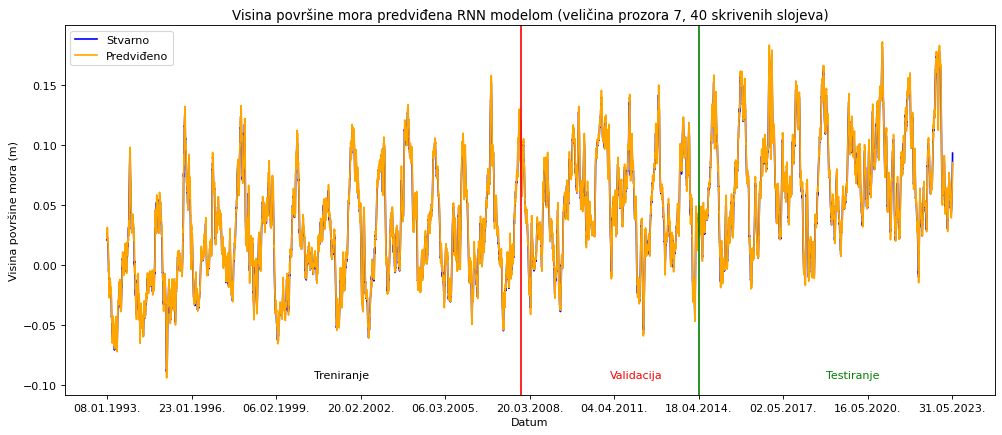 Visina površine mora predviđena RNN modelom (veličina prozora 7, 40 skrivenih slojeva)
Stvarno
Predviđeno
Visina površine mora (m)
0.15
0.10
0.05
0.00
−0.05
−0.10
Treniranje
Validacija
Testiranje
08.01.1993. 23.01.1996. 06.02.1999. 20.02.2002. 06.03.2005. 20.03.2008. 04.04.2011. 18.04.2014. 02.05.2017. 16.05.2020. 31.05.2023.
Datum